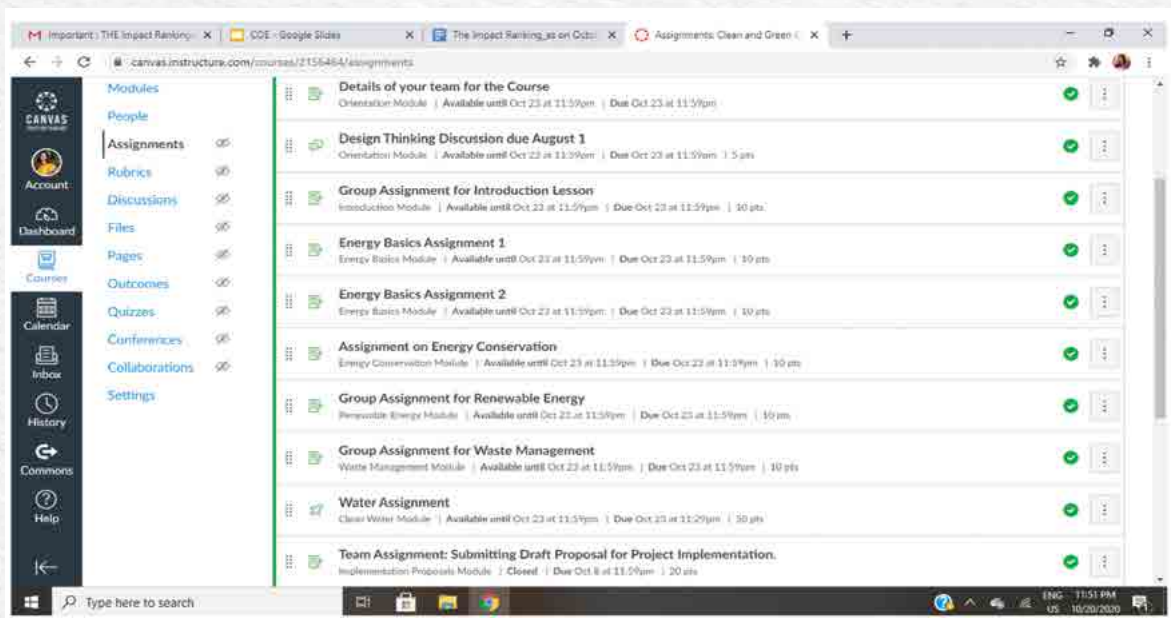 Important : THE Impact Ranking-
COE - Google Slides
The Impact Ranking_as on Octo
Assignments: Clean and Green
canvas.instructure.com/courses/2156464/assignments
CANVAS
Account
Dashboard
Courses
Calendar
Inbox
History
Commons
Help
Modules
People
Assignments
Rubrics
Discussions
Files
Pages
Outcomes
Quizzes
Conferences
Collaborations
Settings
Details of your team for the Course
Orientation Module | Available until Oct 23 at 11:59pm | Due Oct 23 at 11:59pm
Design Thinking Discussion due August 1
Orientation Module | Available until Oct 23 at 11:59pm | Due Oct 23 at 11:59pm | 5 pts
Group Assignment for Introduction Lesson
Introduction Module | Available until Oct 23 at 11:59pm | Due Oct 23 at 11:59pm | 10 pts
Energy Basics Assignment 1
Energy Basics Module | Available until Oct 23 at 11:59pm | Due Oct 23 at 11:59pm | 10 pts
Energy Basics Assignment 2
Energy Basics Module | Available until Oct 23 at 11:59pm | Due Oct 23 at 11:59pm | 10 pts
Assignment on Energy Conservation
Energy Conservation Module | Available until Oct 23 at 11:59pm | Due Oct 23 at 11:59pm | 10 pts
Group Assignment for Renewable Energy
Renewable Energy Module | Available until Oct 23 at 11:59pm | Due Oct 23 at 11:59pm | 10 pts
Group Assignment for Waste Management
Waste Management Module | Available until Oct 23 at 11:59pm | Due Oct 23 at 11:59pm | 10 pts
Water Assignment
Clean Water Module | Available until Oct 23 at 11:59pm | Due Oct 23 at 11:29pm | 50 pts
Team Assignment: Submitting Draft Proposal for Project Implementation.
Implementation Proposals Module | Closed | Due Oct 8 at 11:59pm | 20 pts
Type here to search
ENG 11:51 PM
US 10/20/2020